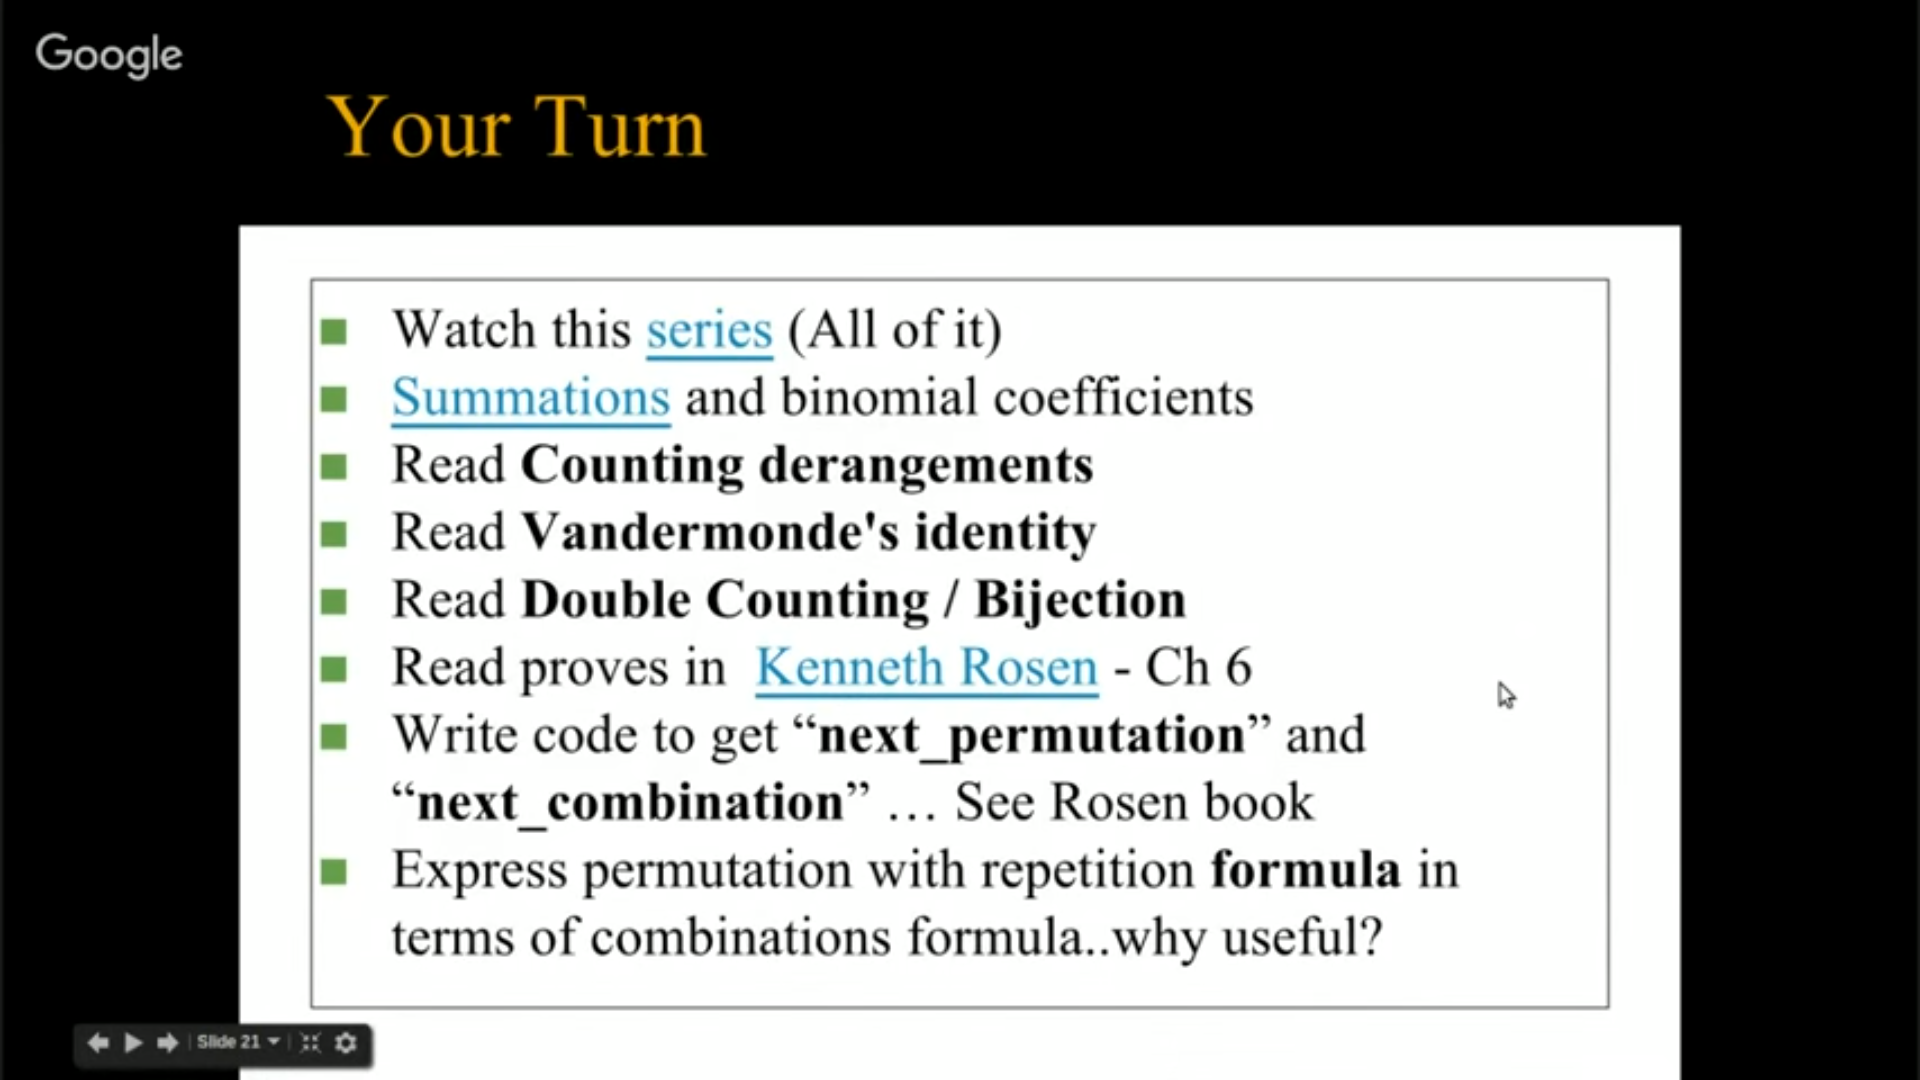 Google
Your Turn
Watch this series (All of it)
Summations and binomial coefficients
Read Counting derangements
Read Vandermonde's identity
Read Double Counting / Bijection
Read proves in Kenneth Rosen - Ch 6
Write code to get “next_permutation” and
“next_combination” … See Rosen book
Express permutation with repetition formula in
terms of combinations formula..why useful?
Slide 21